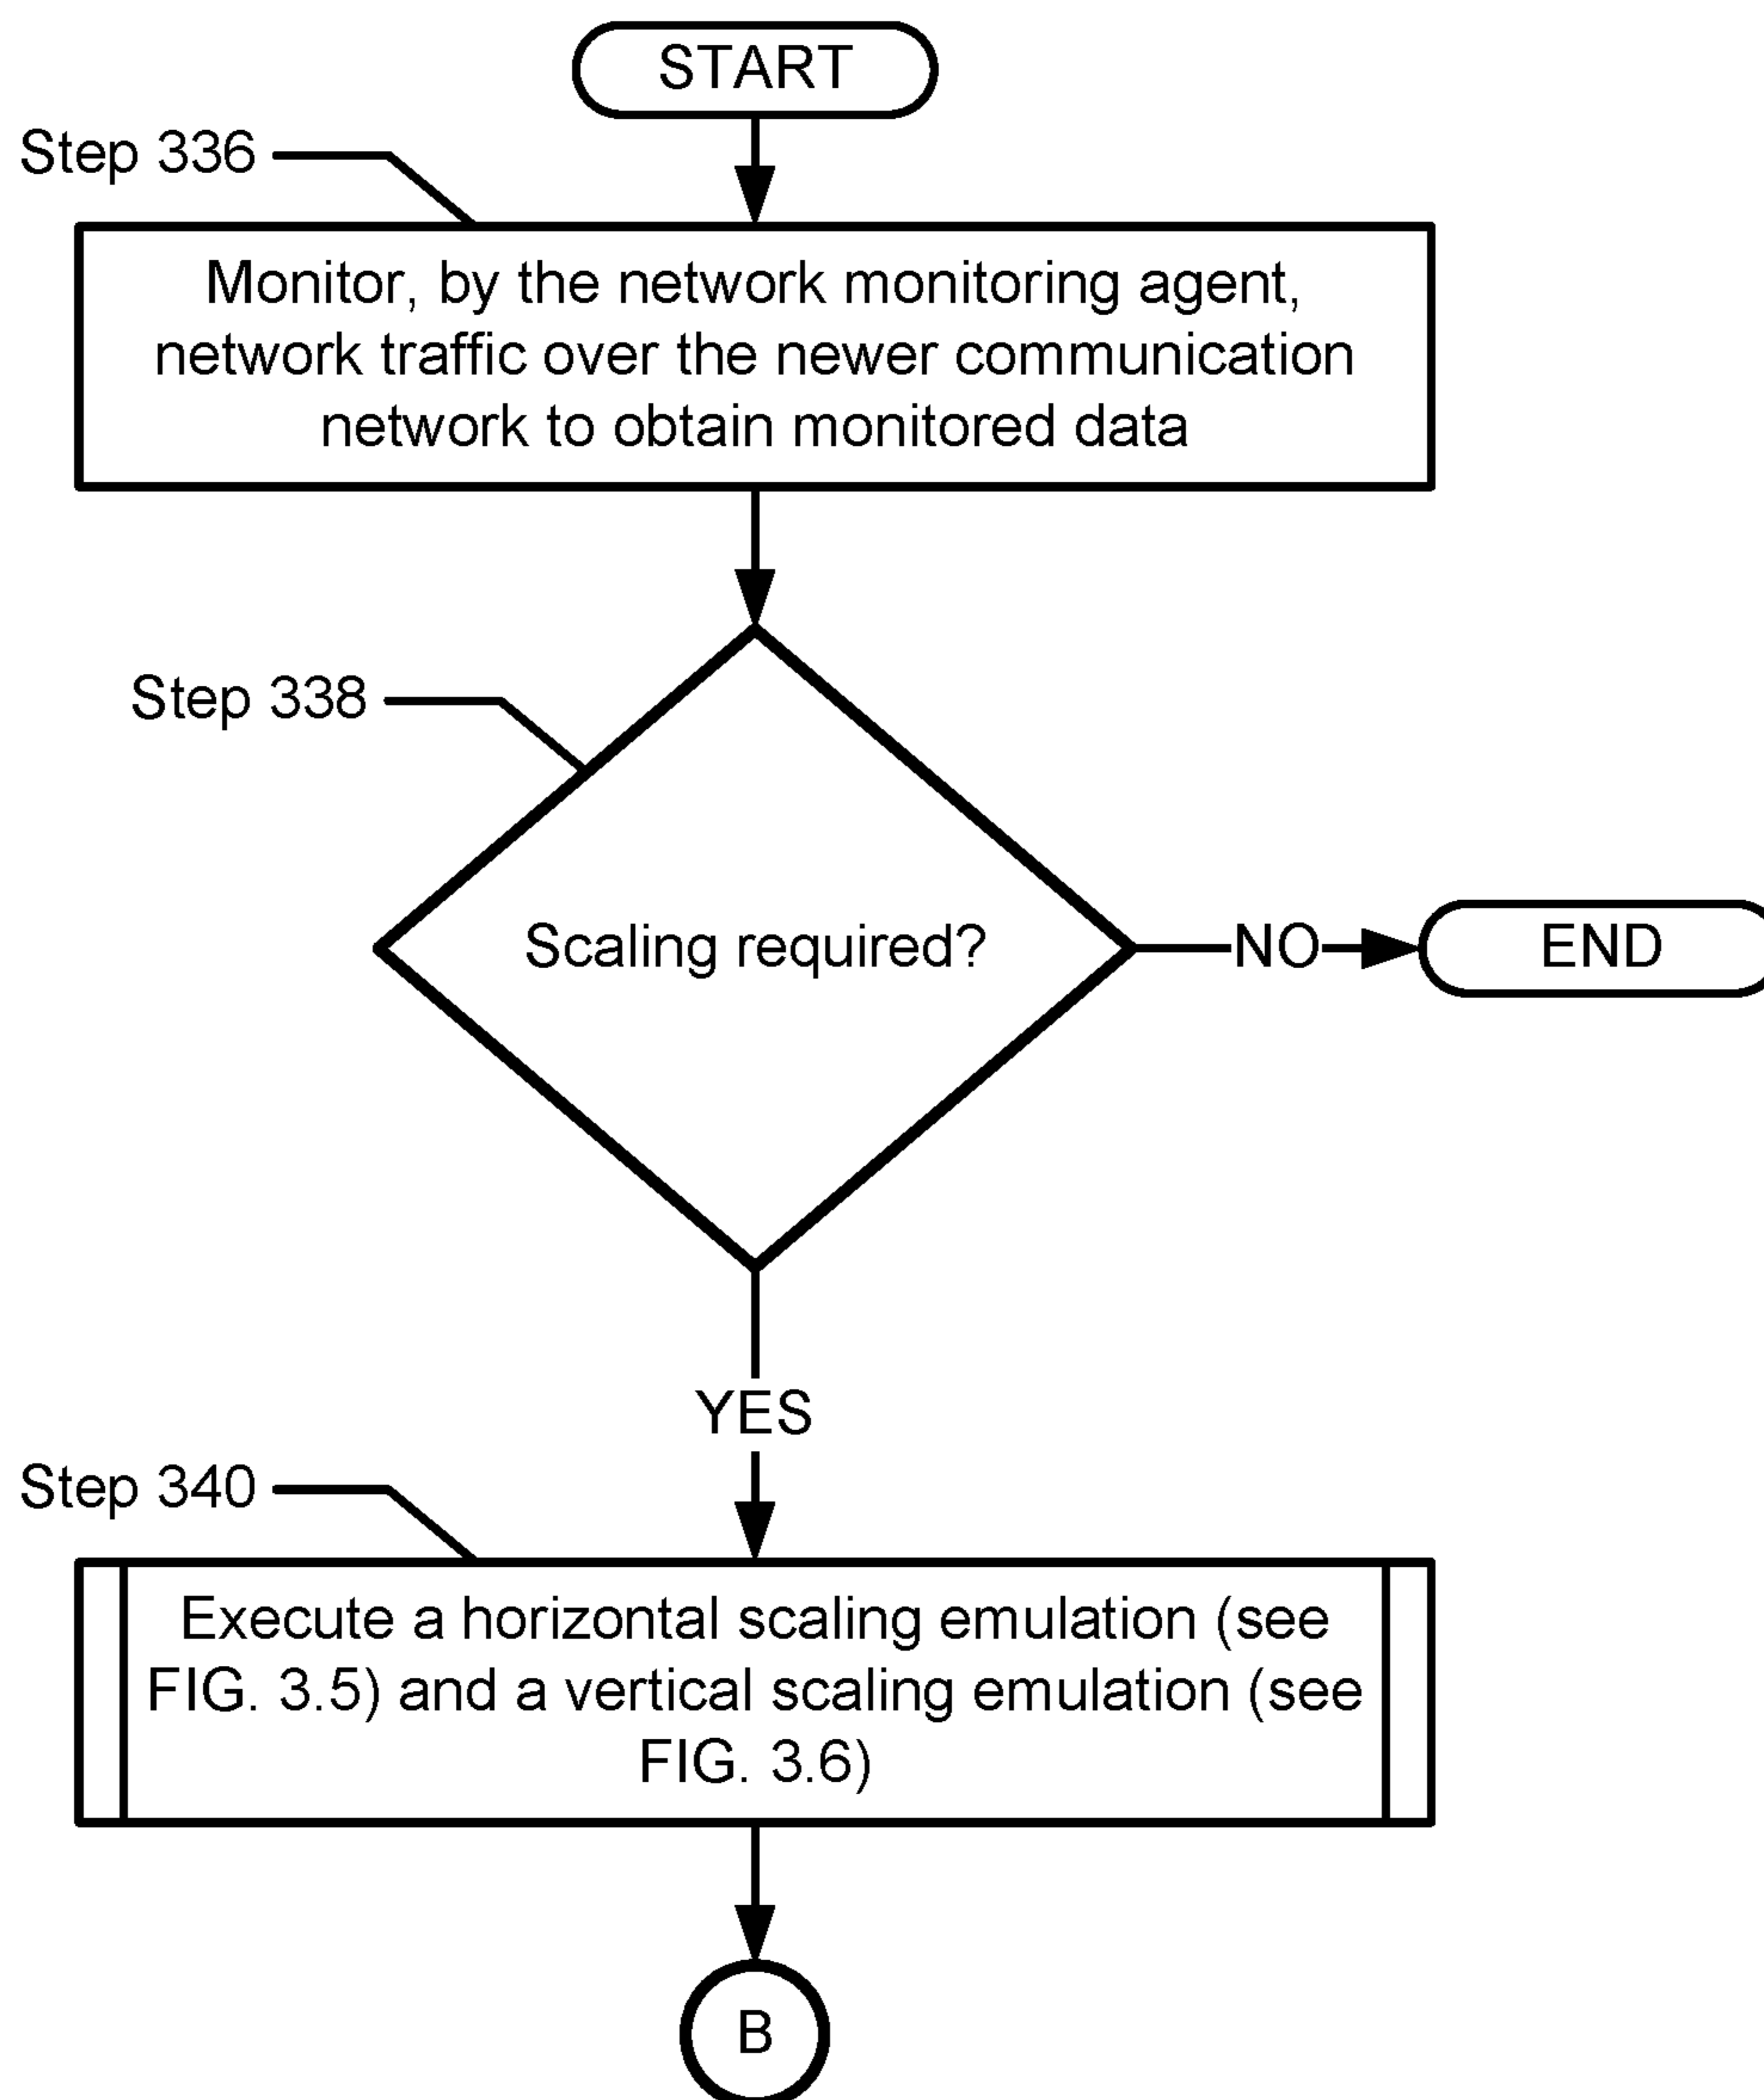 START
Step 336
Monitor, by the network monitoring agent,
network traffic over the newer communication
network to obtain monitored data
Step 338
Scaling required?
NO
END
YES
Step 340
Execute a horizontal scaling emulation (see
FIG. 3.5) and a vertical scaling emulation (see
FIG. 3.6)
B